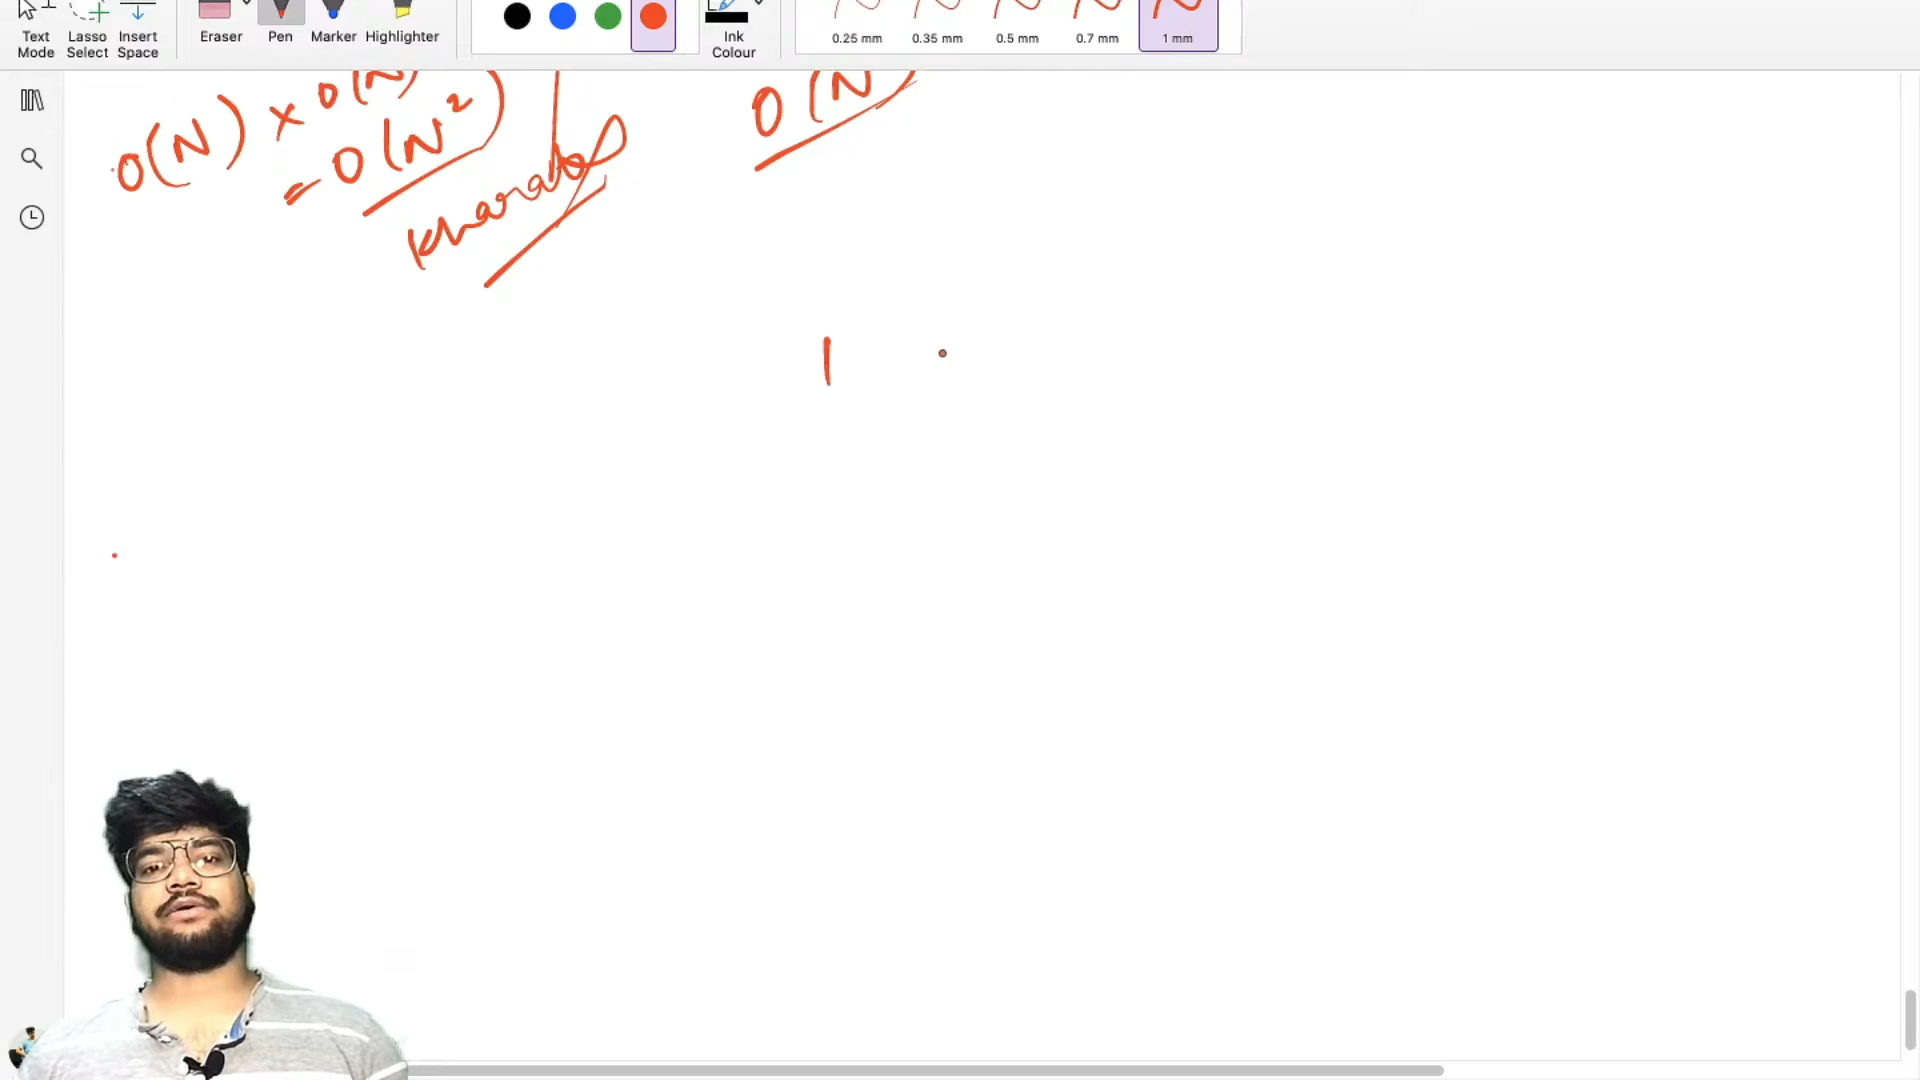 Text Mode
Lasso Select
Insert Space
Eraser
Pen
Marker
Highlighter
Ink Colour
0.25 mm
0.35 mm
0.5 mm
0.7 mm
1 mm
O(N) × O(N)
= O(N²)
kharab
O(N)
1